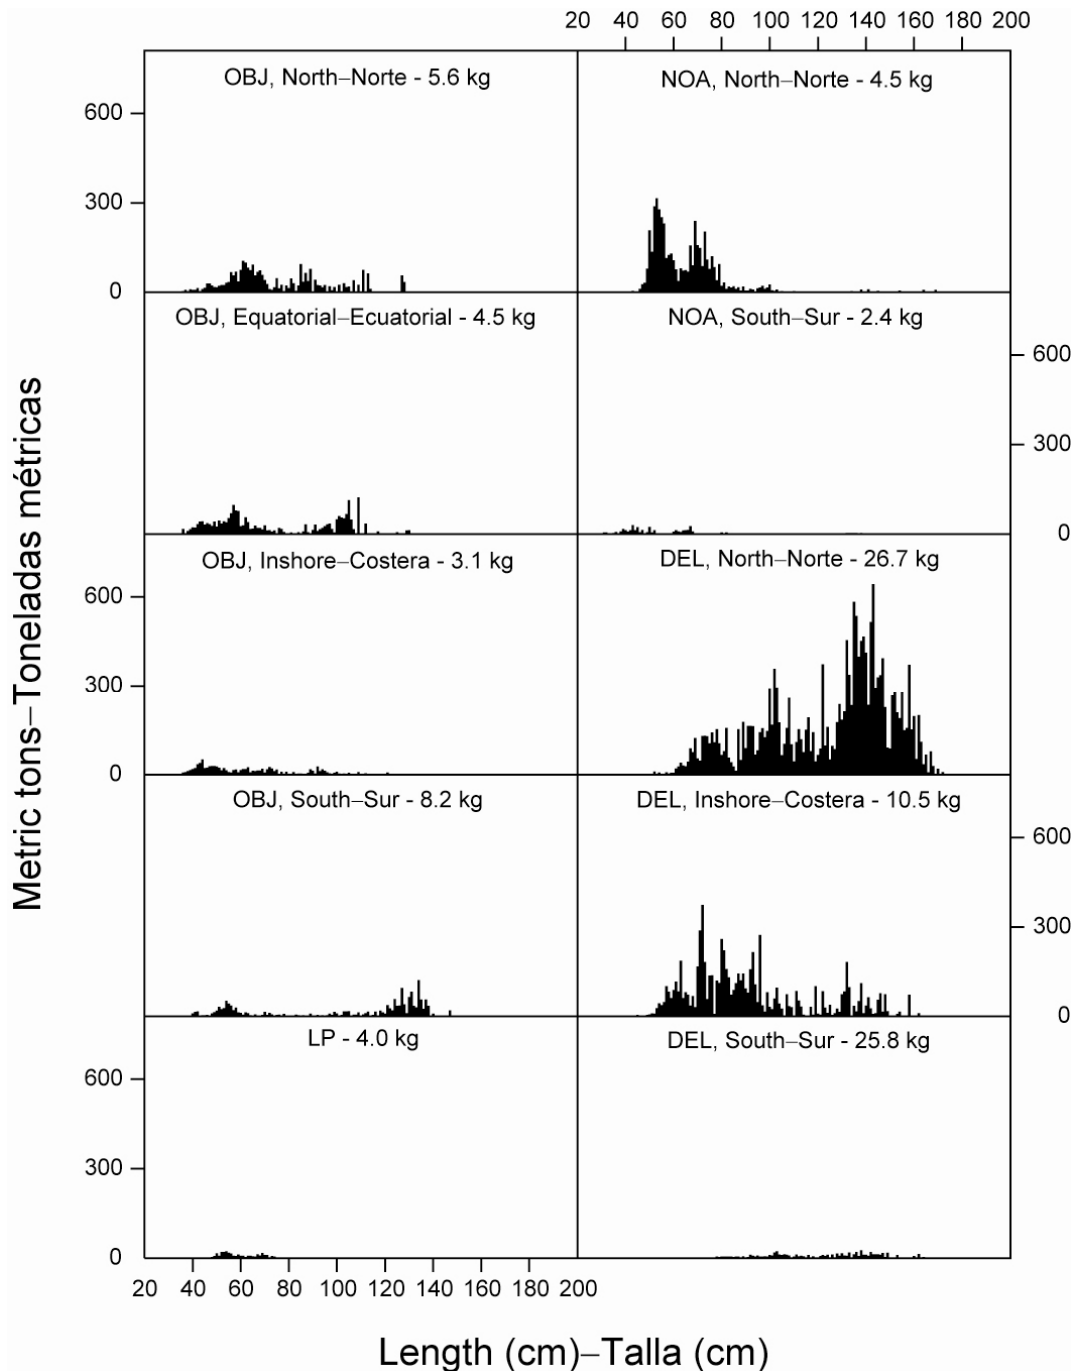 20 40 60 80 100 120 140 160 180 200
OBJ, North–Norte - 5.6 kg
NOA, North–Norte - 4.5 kg
600
300
0
OBJ, Equatorial–Ecuatorial - 4.5 kg
NOA, South–Sur - 2.4 kg
600
300
0
OBJ, Inshore–Costera - 3.1 kg
DEL, North–Norte - 26.7 kg
600
300
0
OBJ, South–Sur - 8.2 kg
DEL, Inshore–Costera - 10.5 kg
600
300
0
LP - 4.0 kg
DEL, South–Sur - 25.8 kg
600
300
0
20 40 60 80 100 120 140 160 180 200
Metric tons–Toneladas métricas
Length (cm)–Talla (cm)